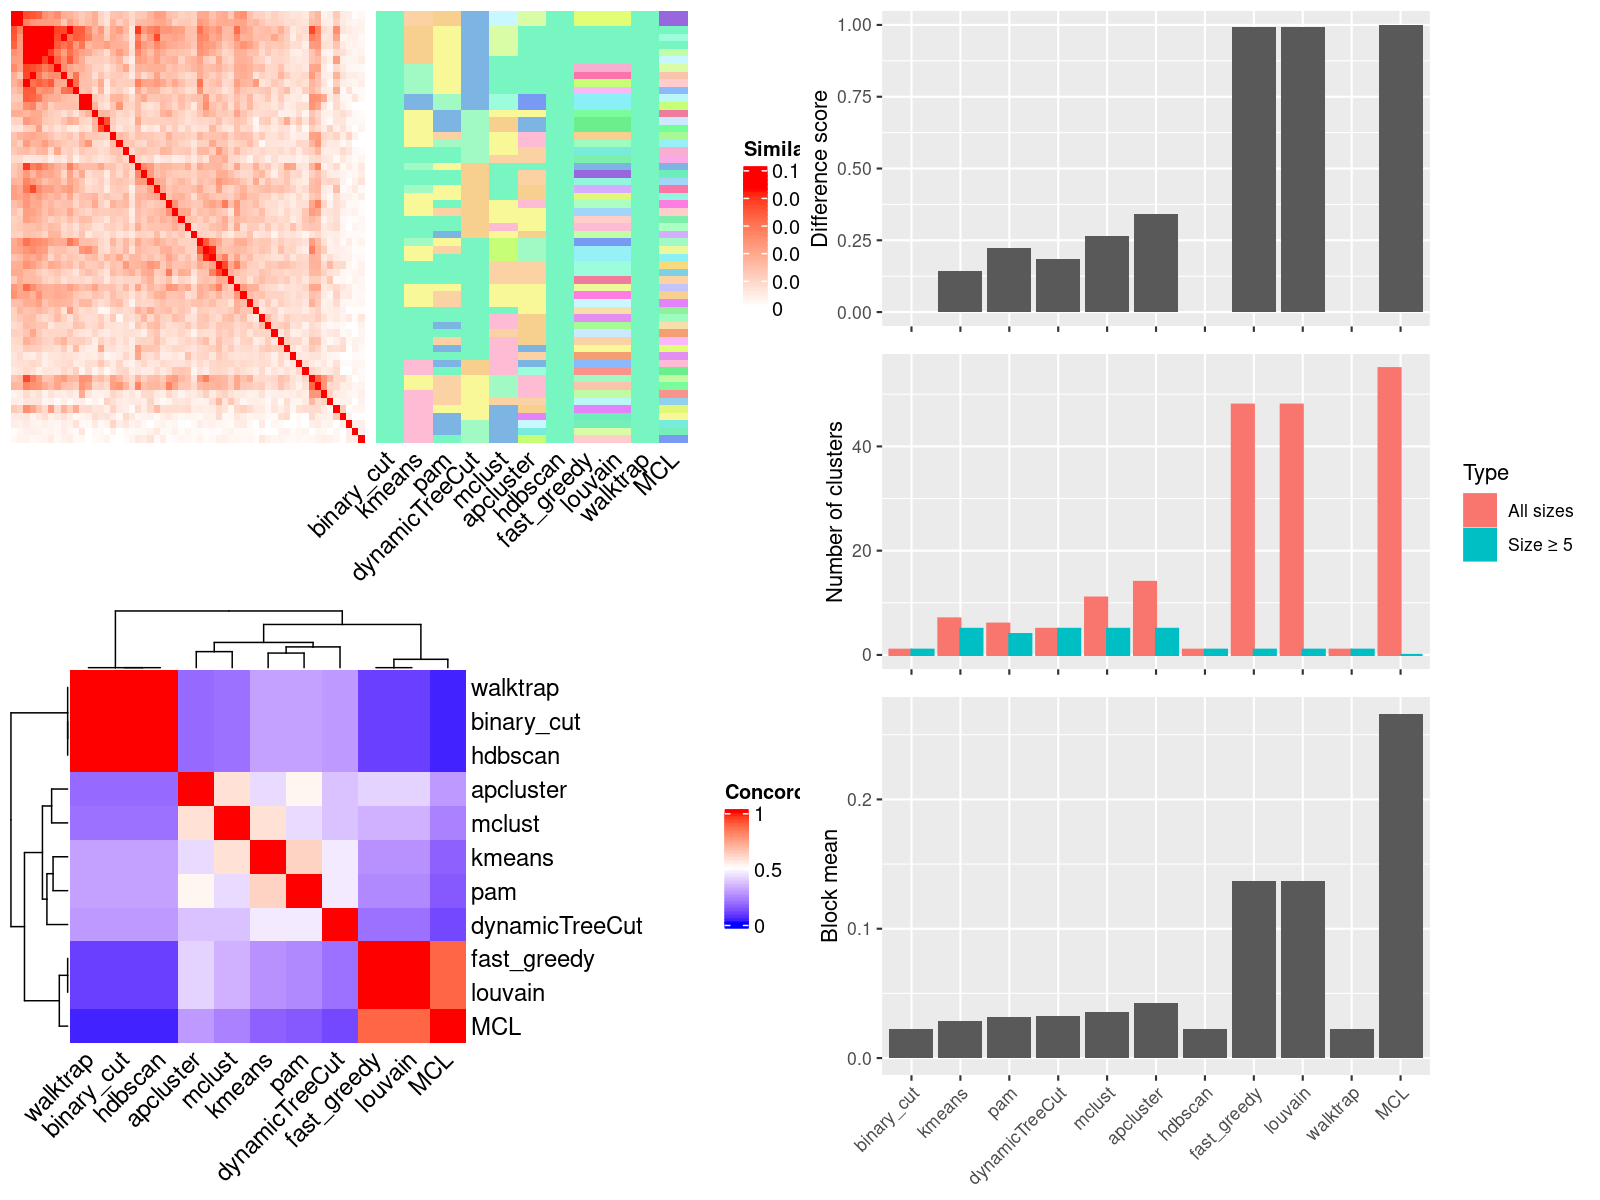 Simila
0.1
0.0
0.0
0.0
0.0
0
binary_cut
kmeans
pam
dynamicTreeCut
mclust
apcluster
hdbscan
fast_greedy
louvain
walktrap
MCL
walktrap
binary_cut
hdbscan
apcluster
mclust
kmeans
pam
dynamicTreeCut
fast_greedy
louvain
MCL
walktrap
binary_cut
hdbscan
apcluster
mclust
kmeans
pam
dynamicTreeCut
fast_greedy
louvain
MCL
Concord
1
0.5
0
Difference score
1.00
0.75
0.50
0.25
0.00
Number of clusters
40
20
0
Type
All sizes
Size ≥ 5
Block mean
0.2
0.1
0.0
binary_cut
kmeans
pam
dynamicTreeCut
mclust
apcluster
hdbscan
fast_greedy
louvain
walktrap
MCL